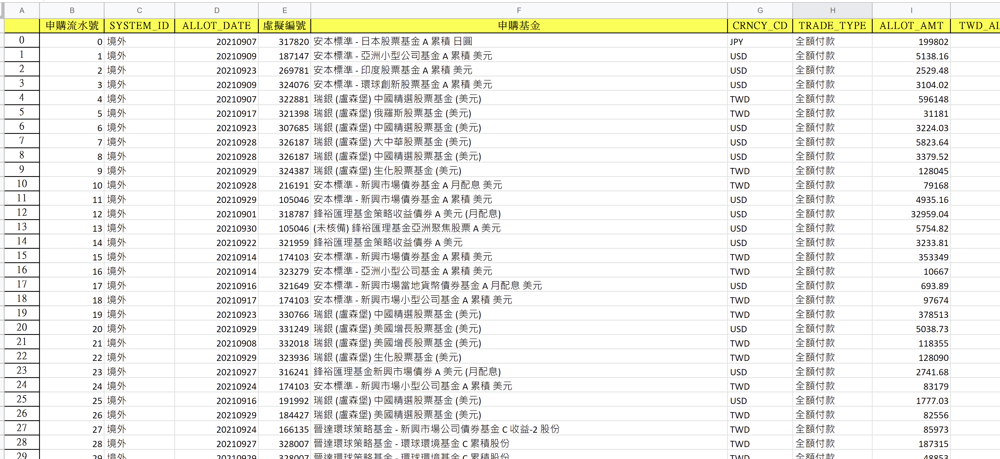 A B C D E F G H I
申購流水號 SYSTEM_ID ALLOT_DATE 虛擬編號 申購基金 CRNCY_CD TRADE_TYPE ALLOT_AMT TWD_AL
0 0 境外 20210907 317820 安本標準 - 日本股票基金 A 累積 日圓 JPY 全額付款 199802
1 1 境外 20210909 187147 安本標準 - 亞洲小型公司基金 A 累積 美元 USD 全額付款 5138.16
2 2 境外 20210923 269781 安本標準 - 印度股票基金 A 累積 美元 USD 全額付款 2529.48
3 3 境外 20210909 324076 安本標準 - 環球創新股票基金 A 累積 美元 USD 全額付款 3104.02
4 4 境外 20210907 322881 瑞銀 (盧森堡) 中國精選股票基金 (美元) TWD 全額付款 596148
5 5 境外 20210917 321398 瑞銀 (盧森堡) 俄羅斯股票基金 (美元) TWD 全額付款 31181
6 6 境外 20210923 307685 瑞銀 (盧森堡) 中國精選股票基金 (美元) USD 全額付款 3224.03
7 7 境外 20210928 326187 瑞銀 (盧森堡) 大中華股票基金 (美元) USD 全額付款 5823.64
8 8 境外 20210928 326187 瑞銀 (盧森堡) 中國精選股票基金 (美元) USD 全額付款 3379.52
9 9 境外 20210929 324387 瑞銀 (盧森堡) 生化股票基金 (美元) TWD 全額付款 128045
10 10 境外 20210928 216191 安本標準 - 新興市場債券基金 A 月配息 美元 TWD 全額付款 79168
11 11 境外 20210929 105046 安本標準 - 新興市場債券基金 A 累積 美元 USD 全額付款 4935.16
12 12 境外 20210901 318787 鋒裕匯理基金策略收益債券 A 美元 (月配息) USD 全額付款 32959.04
13 13 境外 20210930 105046 (未核備) 鋒裕匯理基金亞洲聚焦股票 A 美元 USD 全額付款 5754.82
14 14 境外 20210922 321959 鋒裕匯理基金策略收益債券 A 美元 USD 全額付款 3233.81
15 15 境外 20210914 174103 安本標準 - 新興市場債券基金 A 累積 美元 TWD 全額付款 353349
16 16 境外 20210914 323279 安本標準 - 亞洲小型公司基金 A 累積 美元 TWD 全額付款 10667
17 17 境外 20210916 321649 安本標準 - 新興市場當地貨幣債券基金 A 月配息 美元 USD 全額付款 693.89
18 18 境外 20210917 174103 安本標準 - 新興市場小型公司基金 A 累積 美元 TWD 全額付款 97674
19 19 境外 20210923 330766 瑞銀 (盧森堡) 中國精選股票基金 (美元) TWD 全額付款 378513
20 20 境外 20210929 331249 瑞銀 (盧森堡) 美國增長股票基金 (美元) USD 全額付款 5038.73
21 21 境外 20210908 332018 瑞銀 (盧森堡) 美國增長股票基金 (美元) TWD 全額付款 118355
22 22 境外 20210929 323936 瑞銀 (盧森堡) 生化股票基金 (美元) TWD 全額付款 128090
23 23 境外 20210927 316241 鋒裕匯理基金新興市場債券 A 美元 (月配息) USD 全額付款 2741.68
24 24 境外 20210924 174103 安本標準 - 新興市場小型公司基金 A 累積 美元 TWD 全額付款 83179
25 25 境外 20210916 191992 瑞銀 (盧森堡) 中國精選股票基金 (美元) USD 全額付款 1777.03
26 26 境外 20210929 184427 瑞銀 (盧森堡) 美國精選股票基金 (美元) TWD 全額付款 82556
27 27 境外 20210924 166135 晉達環球策略基金 - 新興市場公司債券基金 C 收益-2 股份 TWD 全額付款 85973
28 28 境外 20210927 328007 晉達環球策略基金 - 環球環境基金 C 累積股份 TWD 全額付款 187315
29 29 境外 20210929 328007 晉達環球策略基金 - 環球環境基金 C 累積股份 TWD 全額付款 48853